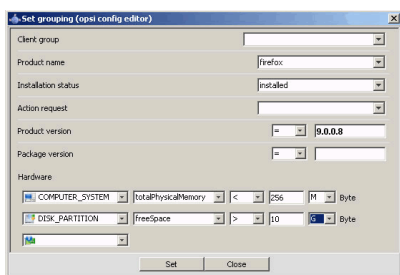 Set grouping (opsi config editor)
Client group
Product name firefox
Installation status installed
Action request
Product version = 9.0.0.8
Package version =
Hardware
COMPUTER_SYSTEM totalPhysicalMemory < 256 M Byte
DISK_PARTITION freeSpace > 10 G Byte
Set Close